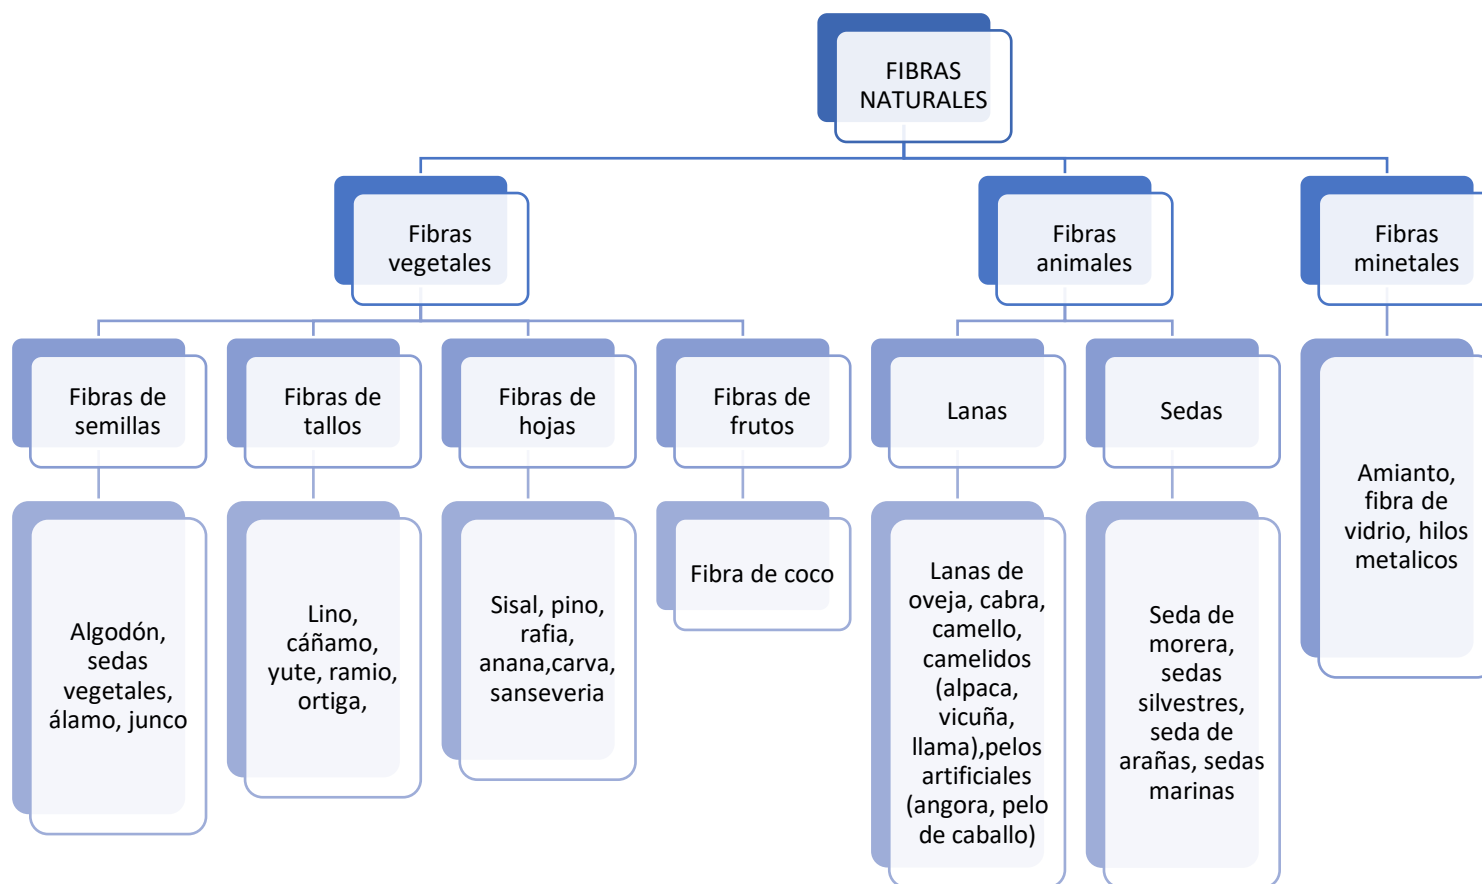 FIBRAS
NATURALES
Fibras
vegetales
Fibras
animales
Fibras
minetales
Fibras de
semillas
Fibras de
tallos
Fibras de
hojas
Fibras de
frutos
Lanas
Sedas
Algodón,
sedas
vegetales,
álamo, junco
Lino,
cáñamo,
yute, ramio,
ortiga,
Sisal, pino,
rafia,
anana,carva,
sanseveria
Fibra de coco
Lanas de
oveja, cabra,
camello,
camelidos
(alpaca,
vicuña,
llama),pelos
artificiales
(angora, pelo
de caballo)
Seda de
morera,
sedas
silvestres,
seda de
arañas, sedas
marinas
Amianto,
fibra de
vidrio, hilos
metalicos